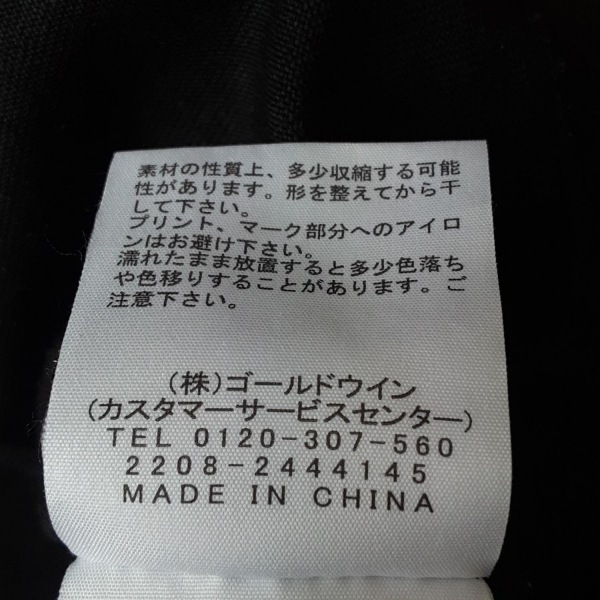 素材の性質上、多少収縮する可能
性があります。形を整えてから干
して下さい。
プリント、マーク部分へのアイロ
ンはお避け下さい。
濡れたまま放置すると多少色落ち
や色移りすることがあります。ご
注意下さい。
(株)ゴールドウイン
(カスタマーサービスセンター)
TEL 0120-307-560
2208-2444145
MADE IN CHINA